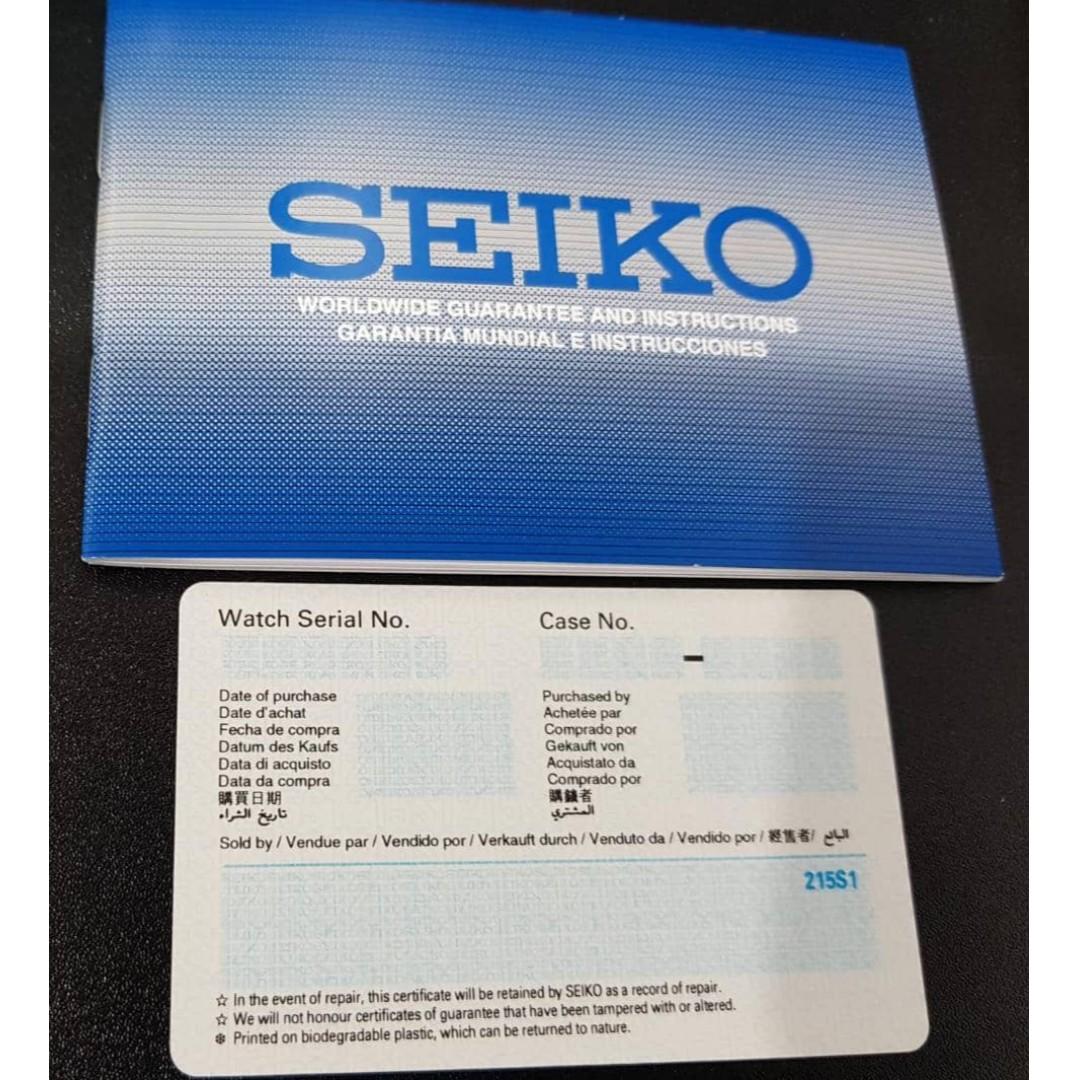 SEIKO
WORLDWIDE GUARANTEE AND INSTRUCTIONS
GARANTIA MUNDIAL E INSTRUCCIONES
Watch Serial No.
Case No.
–
Date of purchase
Date d'achat
Fecha de compra
Datum des Kaufs
Data di acquisto
Data da compra
購買日期
تاريخ الشراء
Purchased by
Achetée par
Comprado por
Gekauft von
Acquistato da
Comprado por
購錶者
المشتري
Sold by / Vendue par / Vendido por / Verkauft durch / Venduto da / Vendido por / 經售者/ البائع
215S1
☆ In the event of repair, this certificate will be retained by SEIKO as a record of repair.
☆ We will not honour certificates of guarantee that have been tampered with or altered.
❄ Printed on biodegradable plastic, which can be returned to nature.